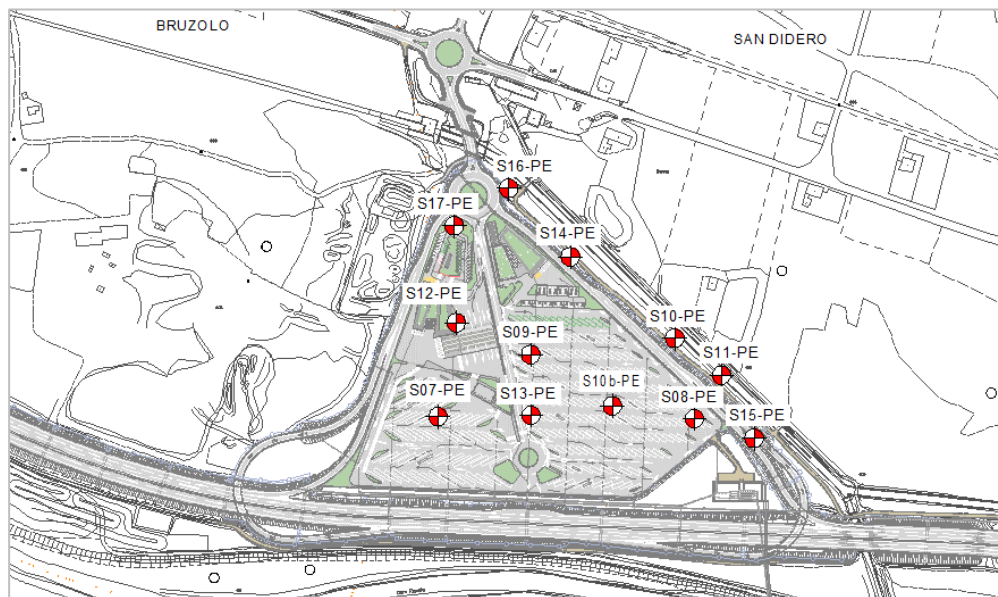 BRUZOLO
SAN DIDERO
S16-PE
S17-PE
S14-PE
S12-PE
S10-PE
S09-PE
S11-PE
S10b-PE
S07-PE
S13-PE
S08-PE
S15-PE